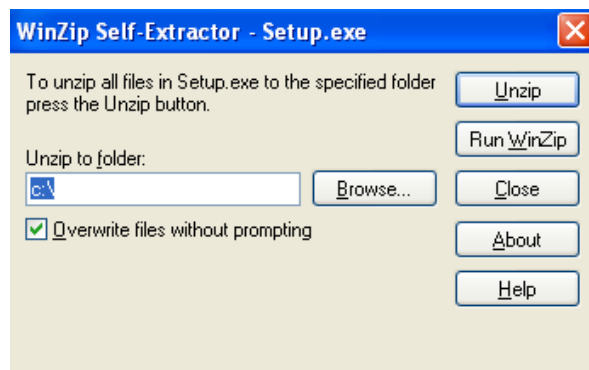 WinZip Self-Extractor - Setup.exe
To unzip all files in Setup.exe to the specified folder
press the Unzip button.
Unzip to folder:
c:\
Browse...
Overwrite files without prompting
Unzip
Run WinZip
Close
About
Help